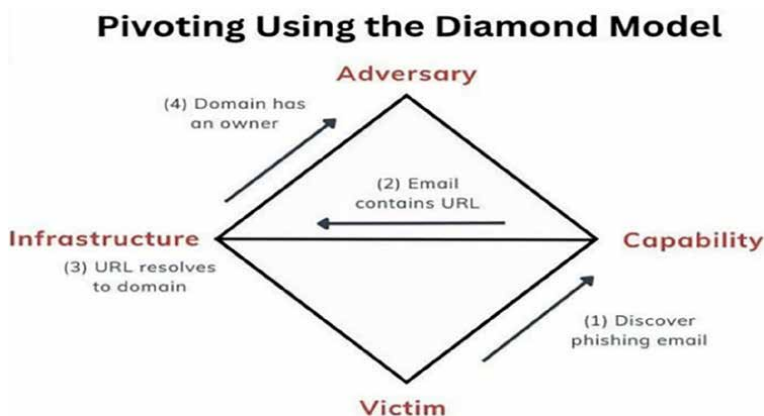 Pivoting Using the Diamond Model
Adversary
(4) Domain has
an owner
(2) Email
contains URL
Infrastructure
Capability
(3) URL resolves
to domain
(1) Discover
phishing email
Victim